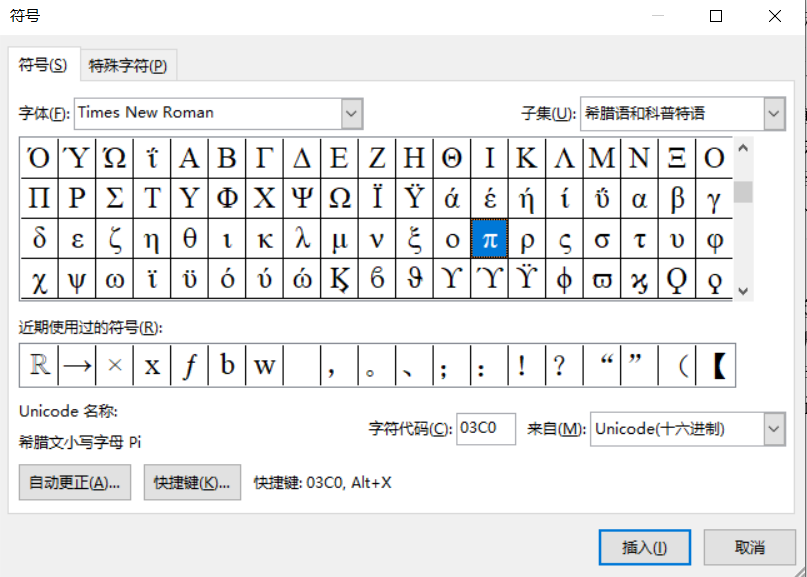 符号
符号(S) 特殊字符(P)
字体(F): Times New Roman 子集(U): 希腊语和科普特语
Ό Ύ Ώ ΐ Α Β Γ Δ Ε Ζ Η Θ Ι Κ Λ Μ Ν Ξ Ο
Π Ρ Σ Τ Υ Φ Χ Ψ Ω Ϊ Ϋ ά έ ή ί ΰ α β γ
δ ε ζ η θ ι κ λ μ ν ξ ο π ρ ς σ τ υ φ
χ ψ ω ϊ ϋ ό ύ ώ Ϗ ϐ ϑ ϒ ϓ ϔ ϕ ϖ ϗ Ϙ ϙ
近期使用过的符号(R):
ℝ → × x f b w , 。 、 ; : ! ? “ ” ( 【
Unicode 名称:
希腊文小写字母 Pi
字符代码(C): 03C0 来自(M): Unicode(十六进制)
自动更正(A)... 快捷键(K)... 快捷键: 03C0, Alt+X
插入(I) 取消